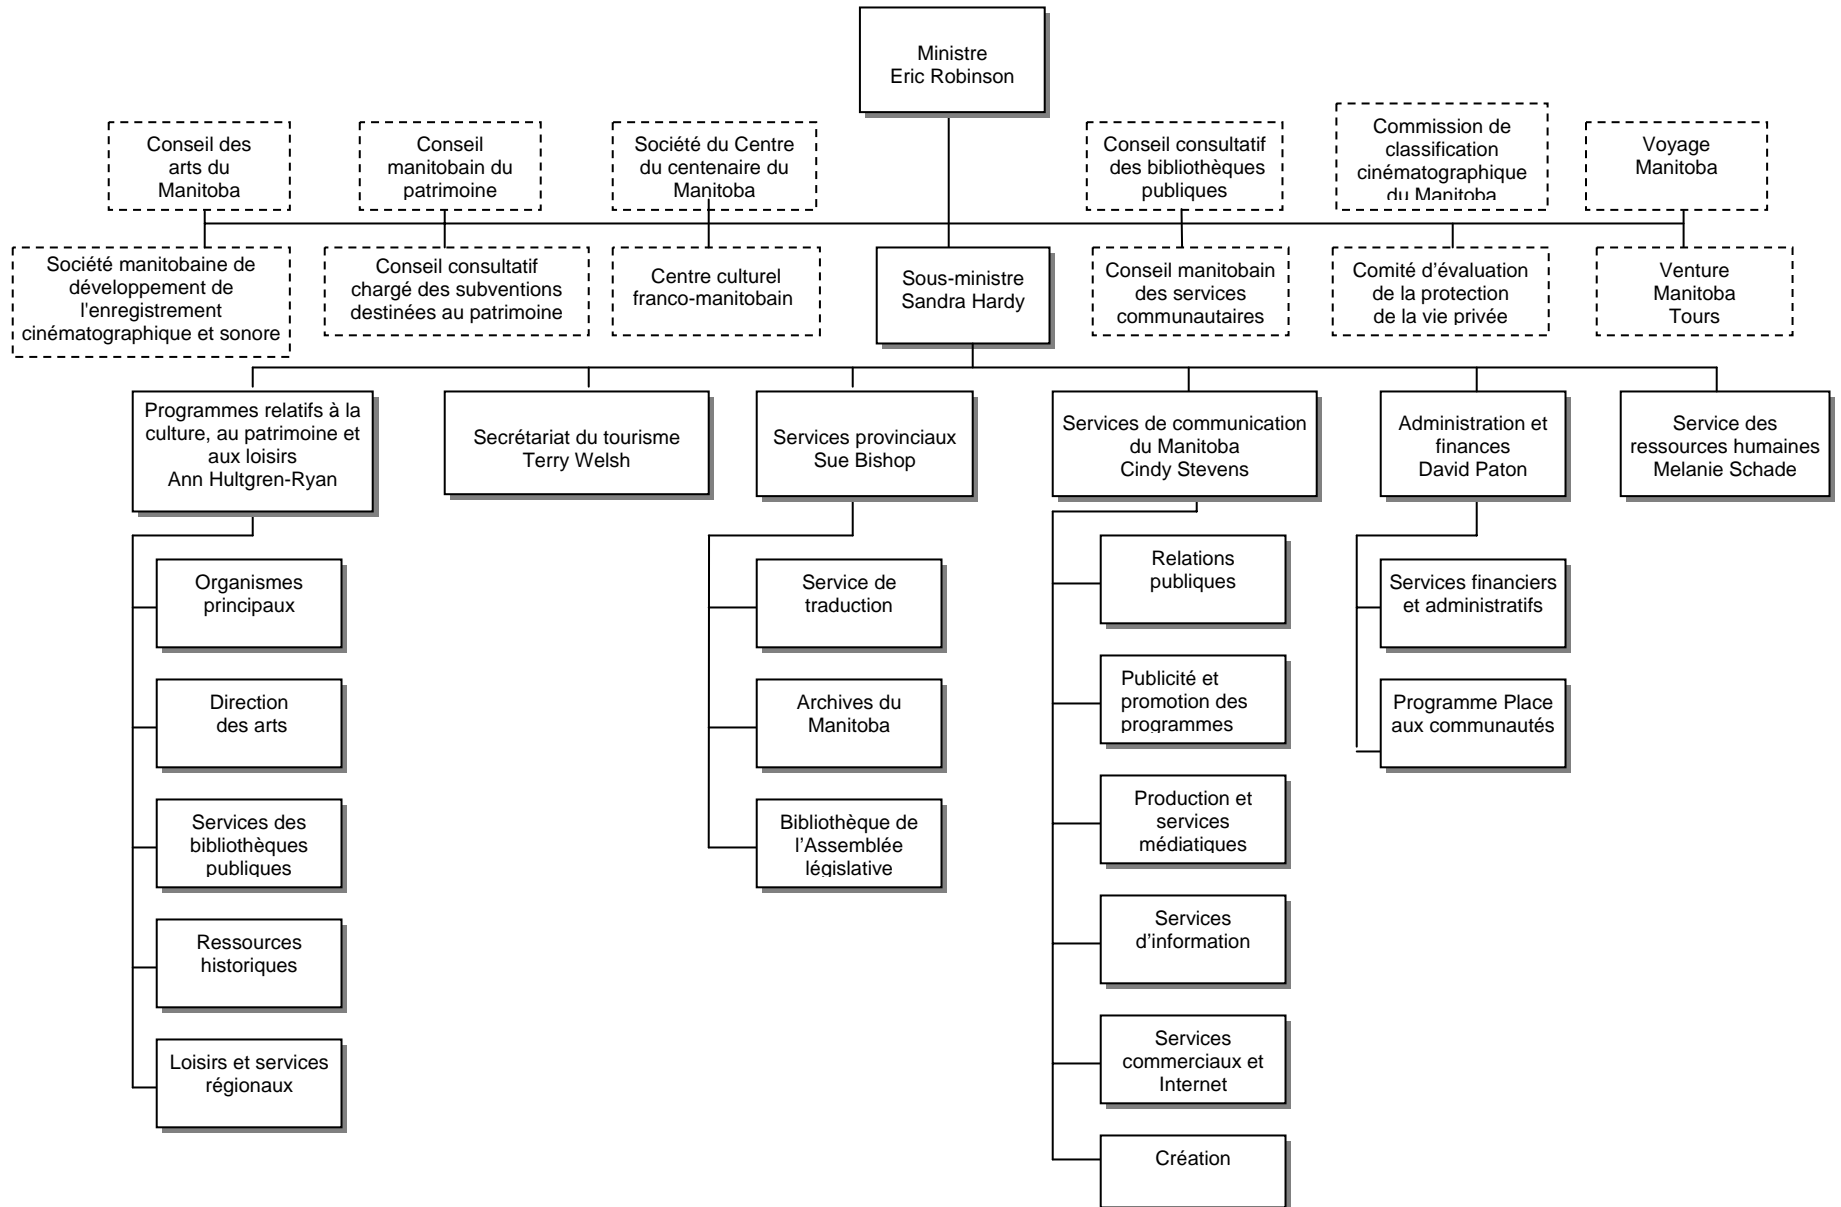 Ministre
Eric Robinson
Conseil des
arts du
Manitoba
Conseil
manitobain du
patrimoine
Société du Centre
du centenaire du
Manitoba
Conseil consultatif
des bibliothèques
publiques
Commission de
classification
cinématographique
du Manitoba
Voyage
Manitoba
Société manitobaine de
développement de
l'enregistrement
cinématographique et sonore
Conseil consultatif
chargé des subventions
destinées au patrimoine
Centre culturel
franco-manitobain
Sous-ministre
Sandra Hardy
Conseil manitobain
des services
communautaires
Comité d’évaluation
de la protection
de la vie privée
Venture
Manitoba
Tours
Programmes relatifs à la
culture, au patrimoine et
aux loisirs
Ann Hultgren-Ryan
Secrétariat du tourisme
Terry Welsh
Services provinciaux
Sue Bishop
Services de communication
du Manitoba
Cindy Stevens
Administration et
finances
David Paton
Service des
ressources humaines
Melanie Schade
Organismes
principaux
Direction
des arts
Services des
bibliothèques
publiques
Ressources
historiques
Loisirs et services
régionaux
Service de
traduction
Archives du
Manitoba
Bibliothèque de
l’Assemblée
législative
Relations
publiques
Publicité et
promotion des
programmes
Production et
services
médiatiques
Services
d’information
Services
commerciaux et
Internet
Création
Services financiers
et administratifs
Programme Place
aux communautés